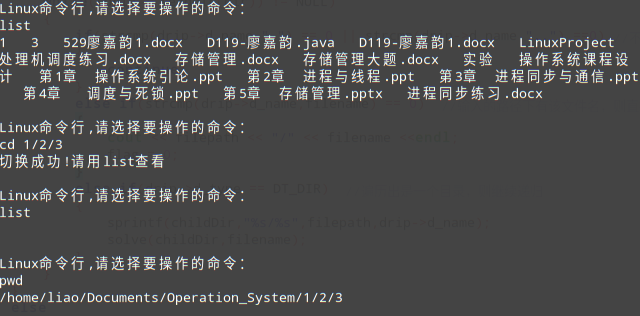 Linux命令行,请选择要操作的命令:
list
1   3   529廖嘉韵1.docx   D119-廖嘉韵.java   D119-廖嘉韵1.docx   LinuxProject
处理机调度练习.docx   存储管理.docx   存储管理大题.docx   实验   操作系统课程设
计   第1章  操作系统引论.ppt   第2章  进程与线程.ppt   第3章  进程同步与通信.ppt
第4章   调度与死锁.ppt   第5章  存储管理.pptx   进程同步练习.docx
Linux命令行,请选择要操作的命令:
cd 1/2/3
切换成功!请用list查看
Linux命令行,请选择要操作的命令:
list
Linux命令行,请选择要操作的命令:
pwd
/home/liao/Documents/Operation_System/1/2/3